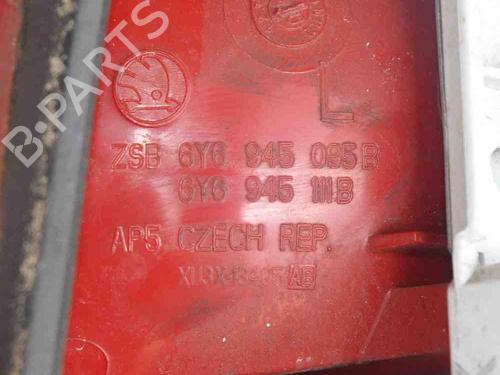 L
ZSB 6Y6 945 095 B
6Y6 945 111 B
AP5 CZECH REP.
B-PARTS